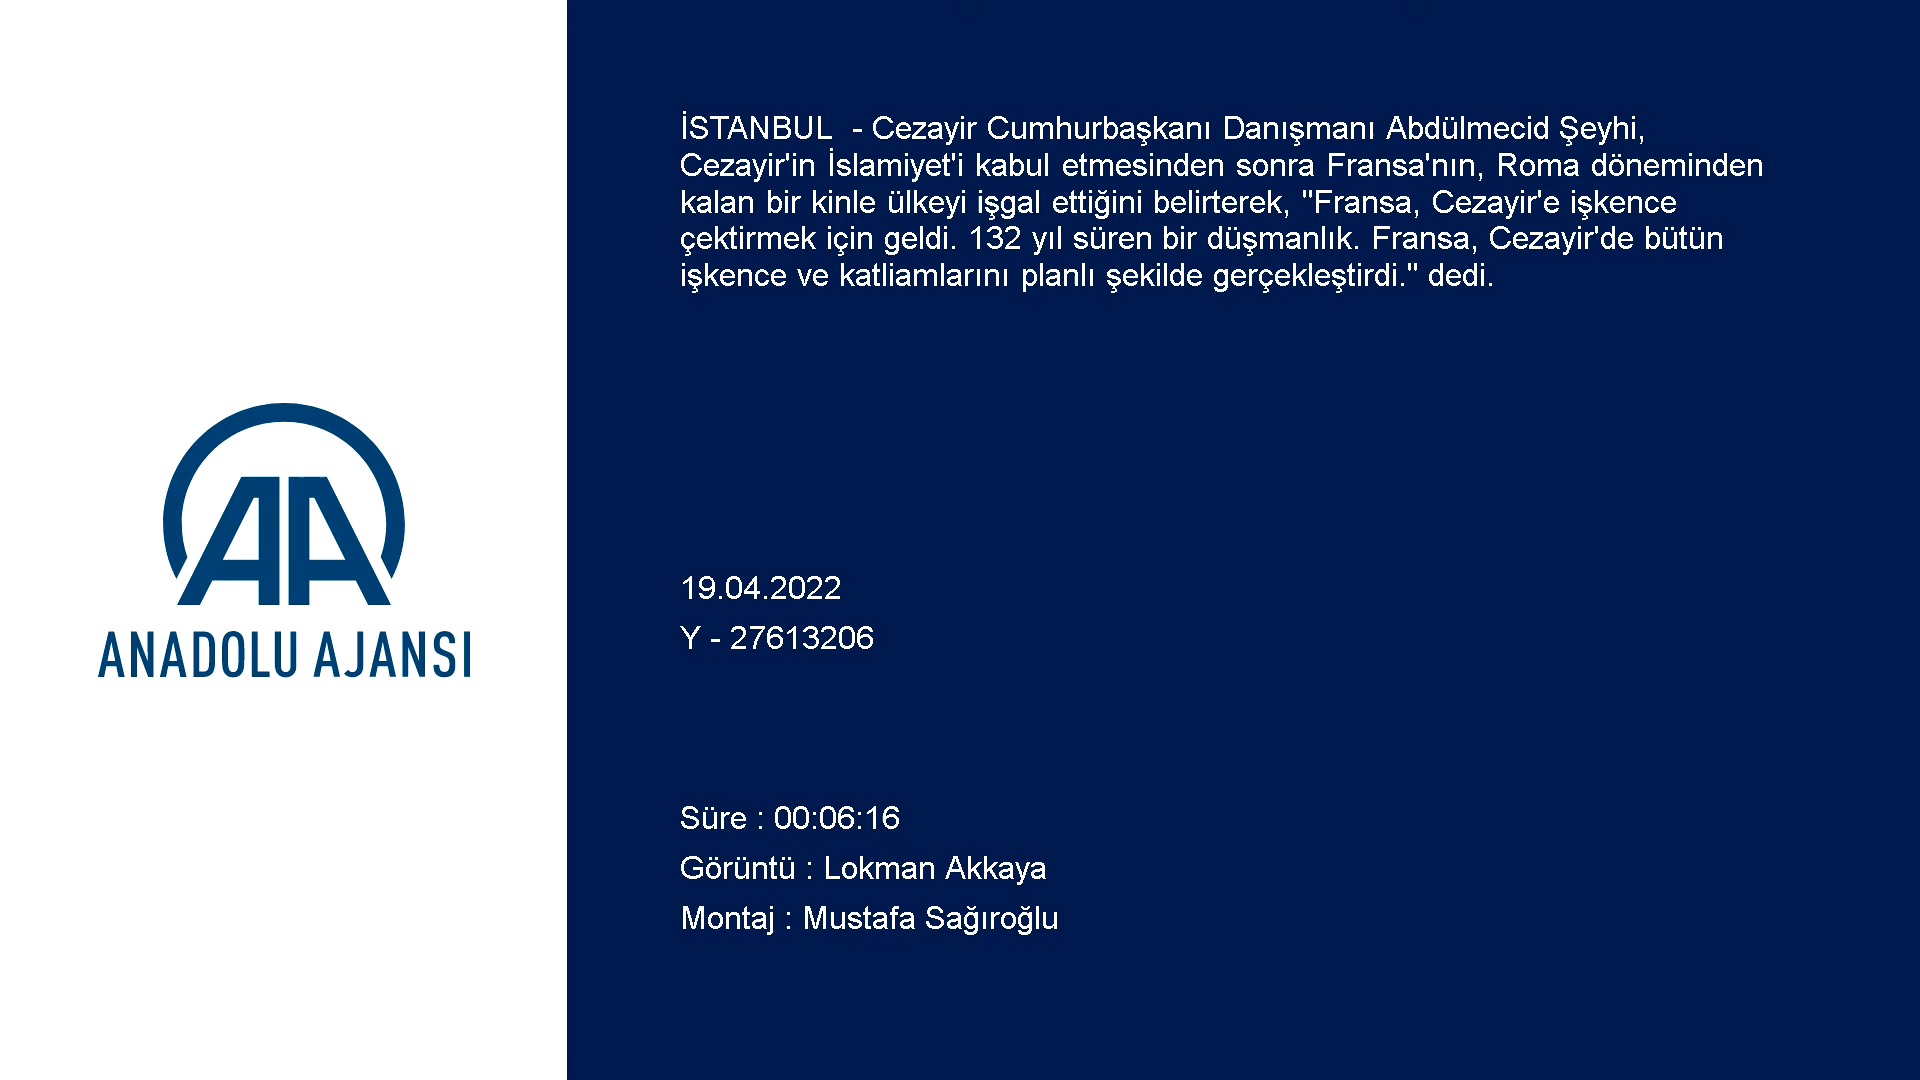 İSTANBUL  - Cezayir Cumhurbaşkanı Danışmanı Abdülmecid Şeyhi,
Cezayir'in İslamiyet'i kabul etmesinden sonra Fransa'nın, Roma döneminden
kalan bir kinle ülkeyi işgal ettiğini belirterek, "Fransa, Cezayir'e işkence
çektirmek için geldi. 132 yıl süren bir düşmanlık. Fransa, Cezayir'de bütün
işkence ve katliamlarını planlı şekilde gerçekleştirdi." dedi.
AA
ANADOLU AJANSI
19.04.2022
Y - 27613206
Süre : 00:06:16
Görüntü : Lokman Akkaya
Montaj : Mustafa Sağıroğlu